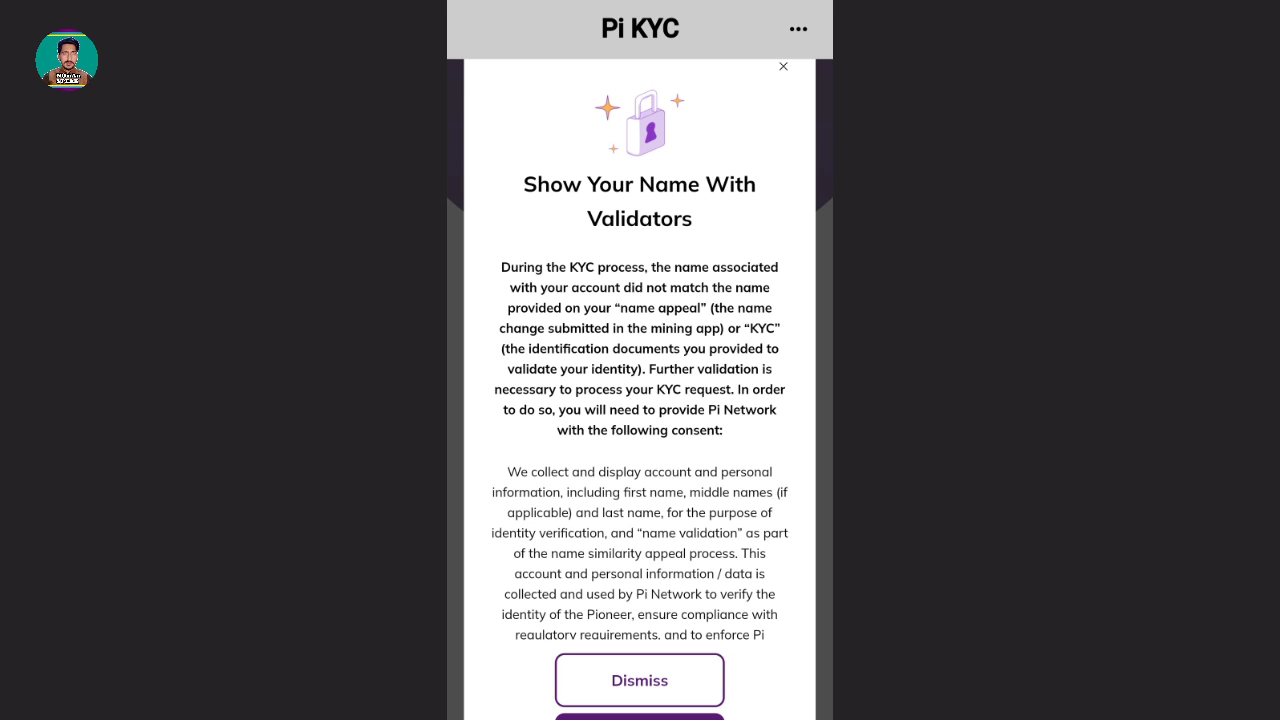 Pi KYC
Show Your Name With
Validators
During the KYC process, the name associated
with your account did not match the name
provided on your “name appeal” (the name
change submitted in the mining app) or “KYC”
(the identification documents you provided to
validate your identity). Further validation is
necessary to process your KYC request. In order
to do so, you will need to provide Pi Network
with the following consent:
We collect and display account and personal
information, including first name, middle names (if
applicable) and last name, for the purpose of
identity verification, and “name validation” as part
of the name similarity appeal process. This
account and personal information / data is
collected and used by Pi Network to verify the
identity of the Pioneer, ensure compliance with
regulatory requirements, and to enforce Pi
Dismiss